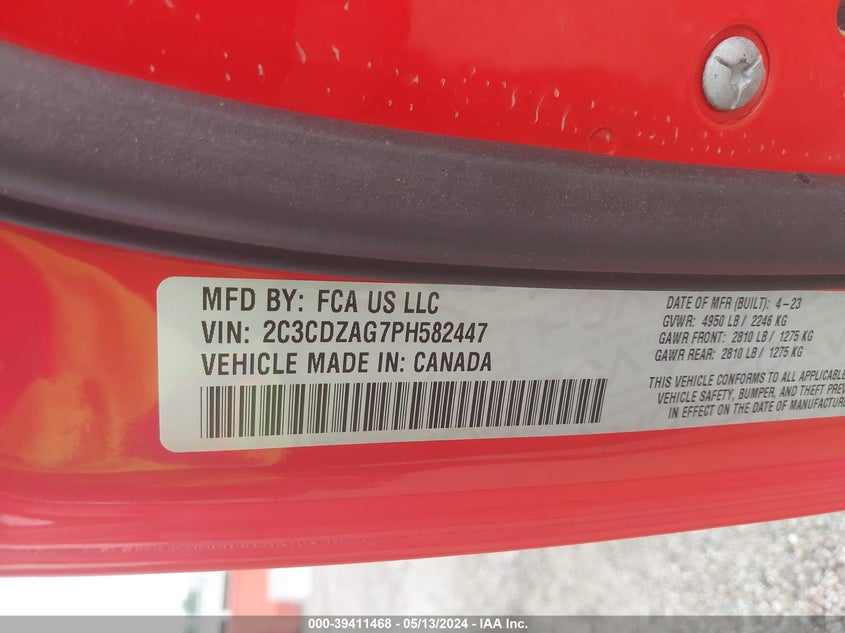 MFD BY: FCA US LLC
VIN: 2C3CDZAG7PH582447
VEHICLE MADE IN: CANADA
DATE OF MFR (BUILT): 4-23
GVWR: 4950 LB / 2246 KG
GAWR FRONT: 2810 LB / 1275 KG
GAWR REAR: 2810 LB / 1275 KG
THIS VEHICLE CONFORMS TO ALL APPLICABLE
VEHICLE SAFETY, BUMPER, AND THEFT PREV
IN EFFECT ON THE DATE OF MANUFACTURE
000-39411468 - 05/13/2024 - IAA Inc.